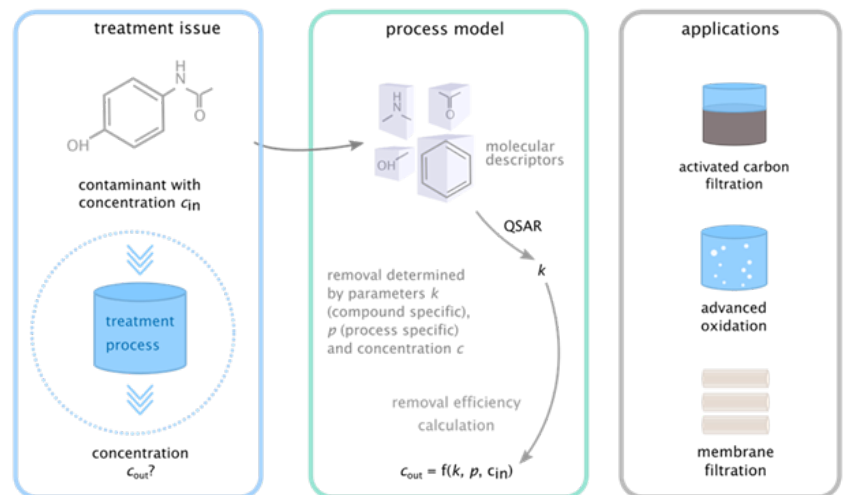 treatment issue
H
N
O
OH
contaminant with
concentration cin
treatment
process
concentration
cout?
process model
H
N
O
OH
molecular
descriptors
QSAR
k
removal determined
by parameters k
(compound specific),
p (process specific)
and concentration c
removal efficiency
calculation
cout = f(k, p, cin)
applications
activated carbon
filtration
advanced
oxidation
membrane
filtration